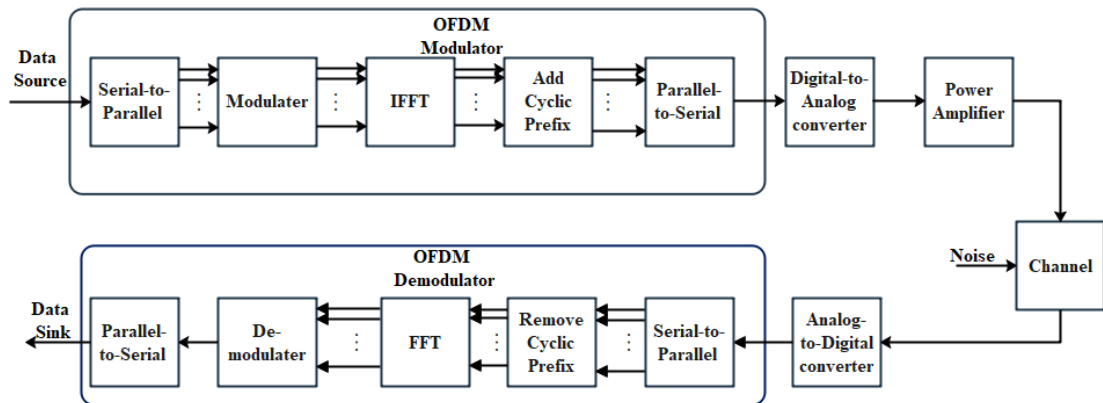 OFDM
Modulator
Data
Source
Serial-to-
Parallel
Modulater
IFFT
Add
Cyclic
Prefix
Parallel
-to-Serial
Digital-to-
Analog
converter
Power
Amplifier
Noise
Channel
OFDM
Demodulator
Data
Sink
Parallel-
to-Serial
De-
modulater
FFT
Remove
Cyclic
Prefix
Serial-to-
Parallel
Analog-
to-Digital
converter